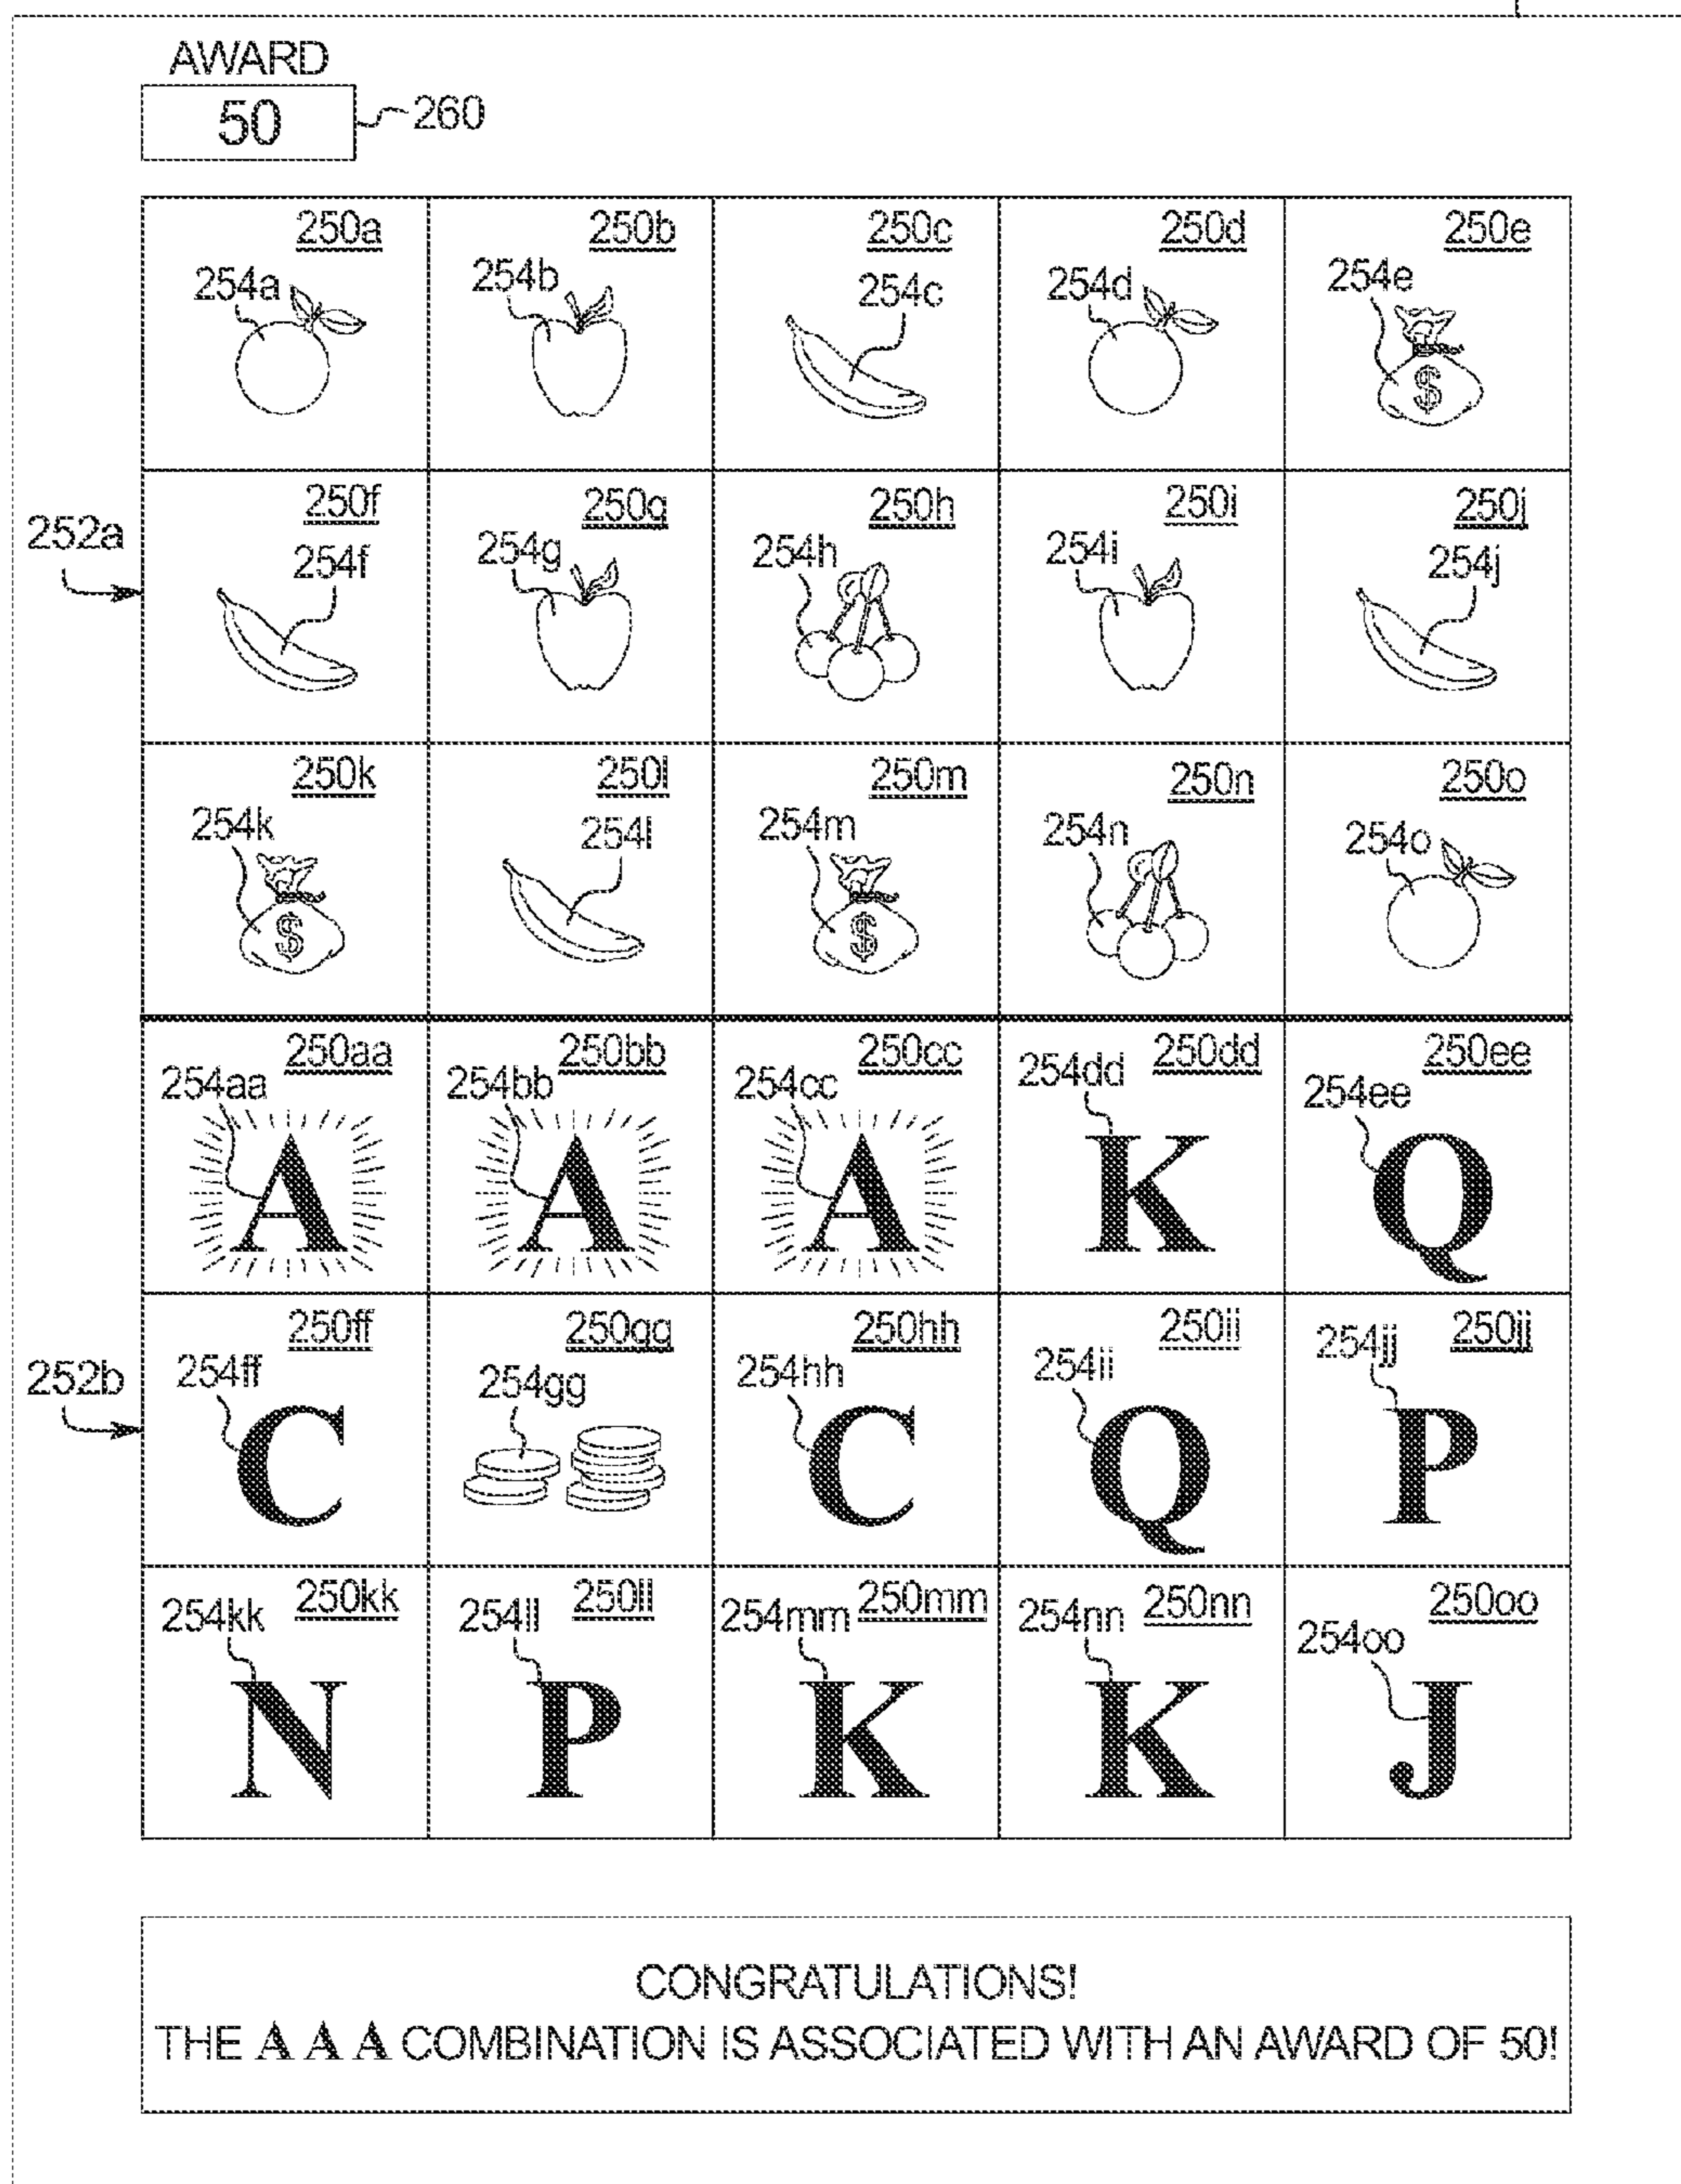 AWARD
50 260
250a 250b 250c 250d 250e
254a 254b 254c 254d 254e
$
250f 250g 250h 250i 250j
252a
254f 254g 254h 254i 254j
250k 250l 250m 250n 250o
254k 254l 254m 254n 254o
$ $
250aa 250bb 250cc 250dd 250ee
254aa 254bb 254cc 254dd 254ee
A A A K Q
250ff 250gg 250hh 250ii 250jj
252b
254ff 254gg 254hh 254ii 254jj
C C Q P
250kk 250ll 250mm 250nn 250oo
254kk 254ll 254mm 254nn 254oo
N P K K J
CONGRATULATIONS!
THE A A A COMBINATION IS ASSOCIATED WITH AN AWARD OF 50!